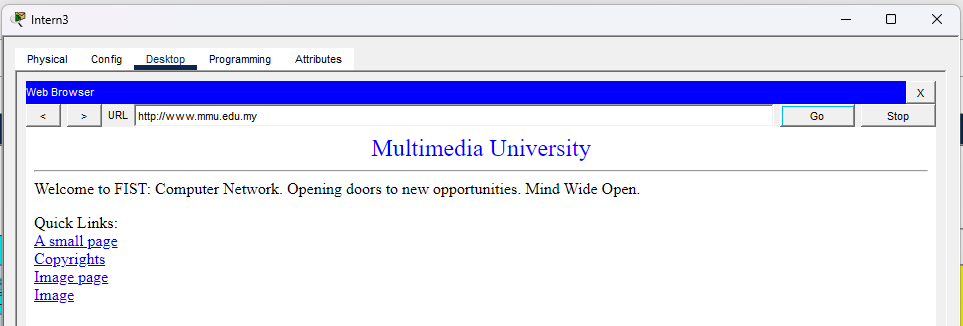 Intern3
Physical Config Desktop Programming Attributes
Web Browser X
< > URL http://www.mmu.edu.my Go Stop
Multimedia University
Welcome to FIST: Computer Network. Opening doors to new opportunities. Mind Wide Open.
Quick Links:
A small page
Copyrights
Image page
Image